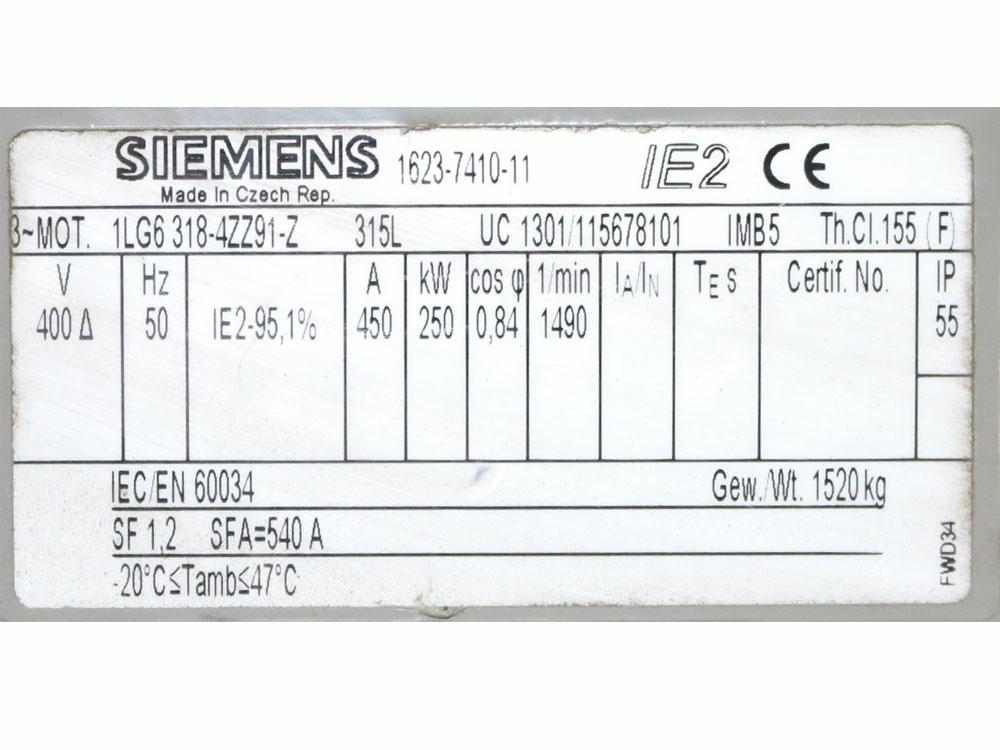 SIEMENS 1623-7410-11 IE2 CE
Made In Czech Rep.
3~MOT. 1LG6 318-4ZZ91-Z 315L UC 1301/115678101 IMB5 Th.Cl.155 (F)
V Hz A kW cos φ 1/min IA/IN TE s Certif. No. IP
400 Δ 50 IE2-95,1% 450 250 0,84 1490 55
IEC/EN 60034 Gew./Wt. 1520 kg
SF 1,2 SFA=540 A
-20°C≤Tamb≤47°C
FWD34